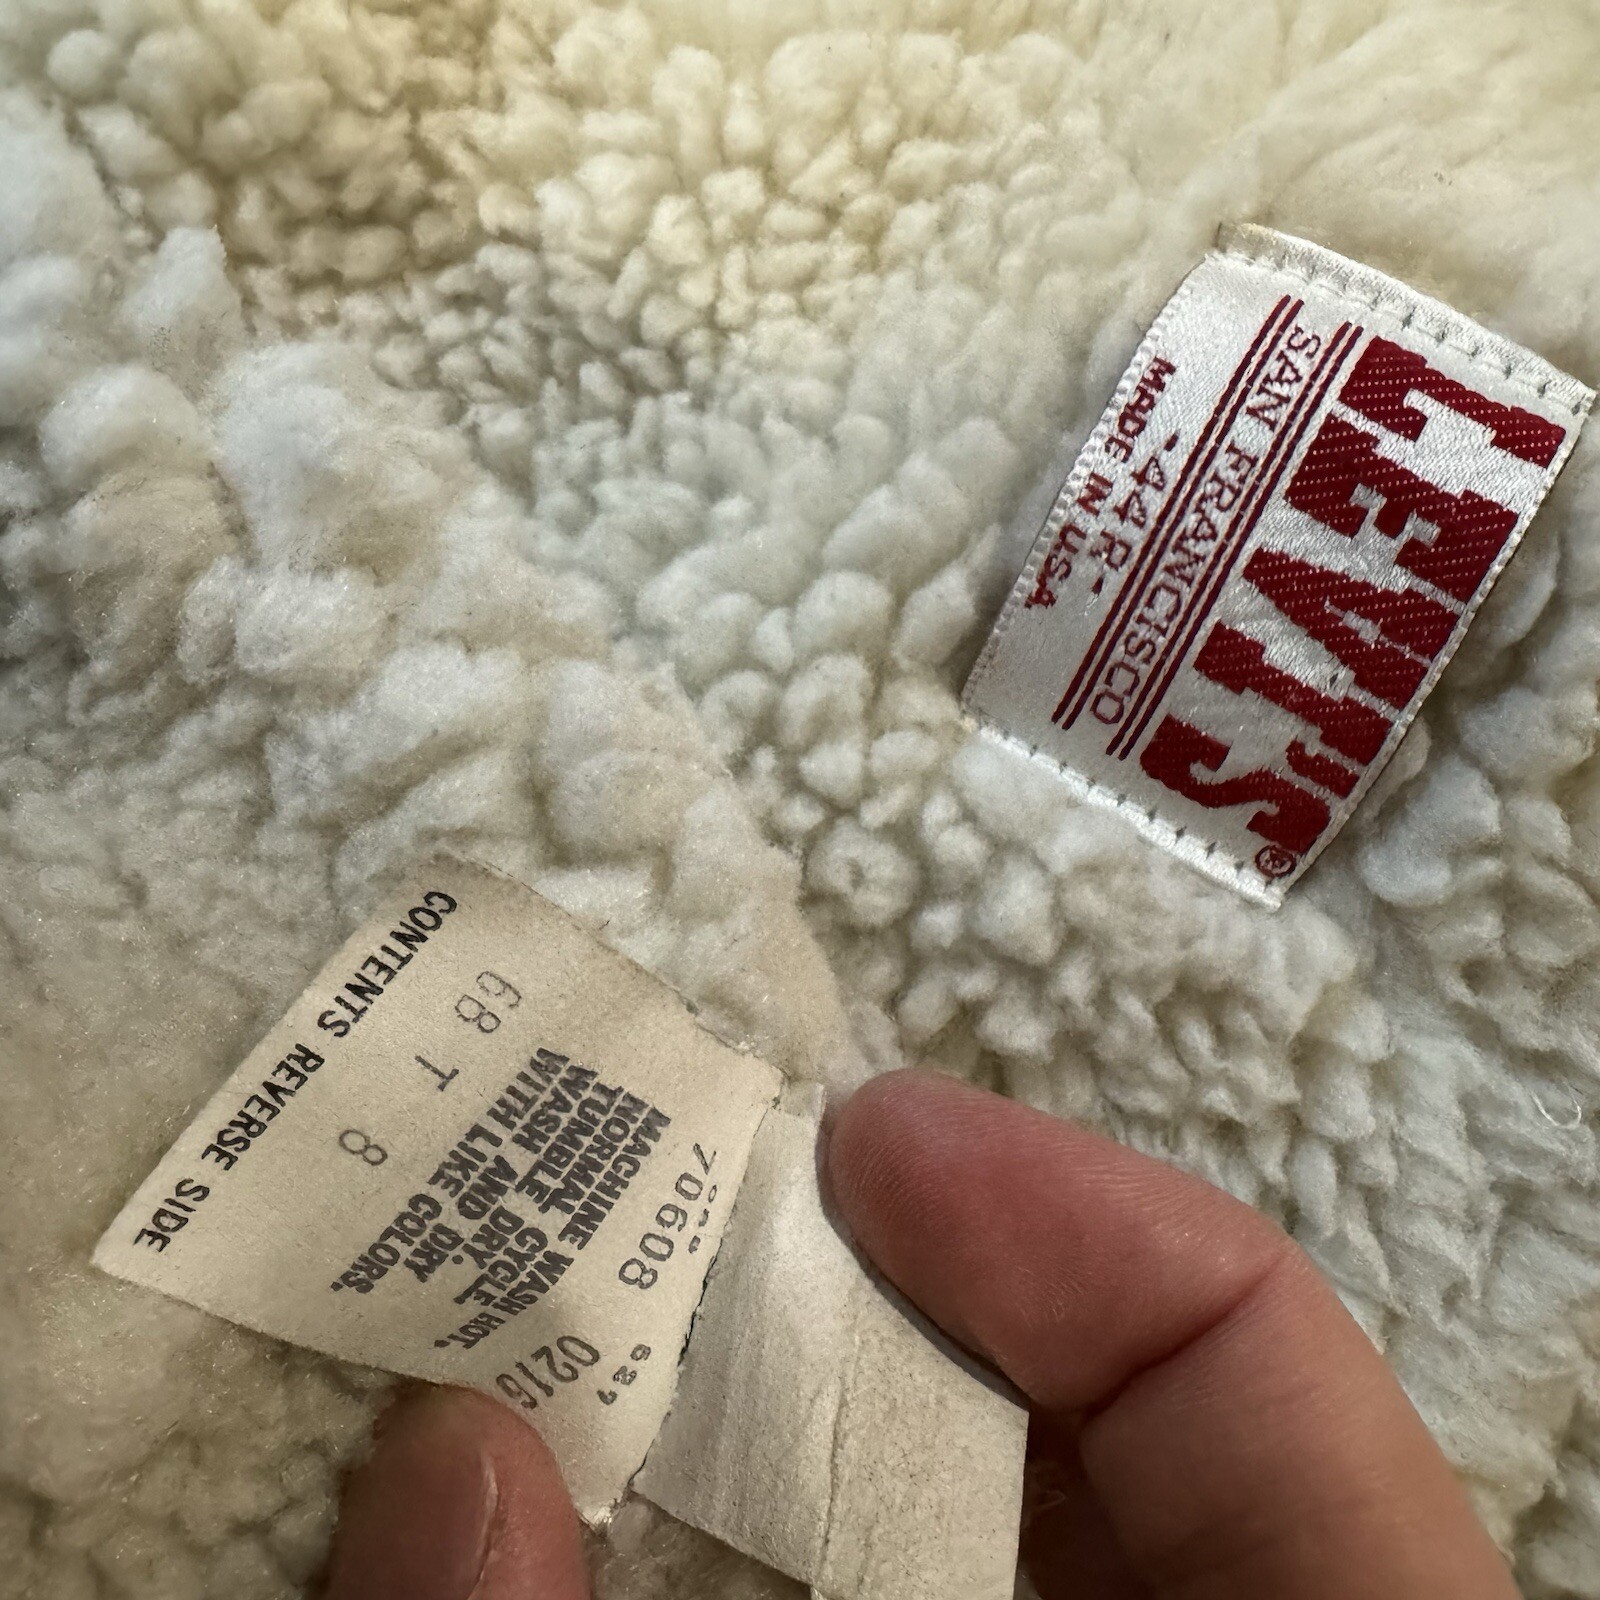 LEVI'S®
SAN FRANCISCO
-44R-
MADE IN U.S.A.
70608 0216
MACHINE WASH HOT,
NORMAL CYCLE.
TUMBLE DRY.
WASH AND DRY
WITH LIKE COLORS.
68 T 8
CONTENTS REVERSE SIDE